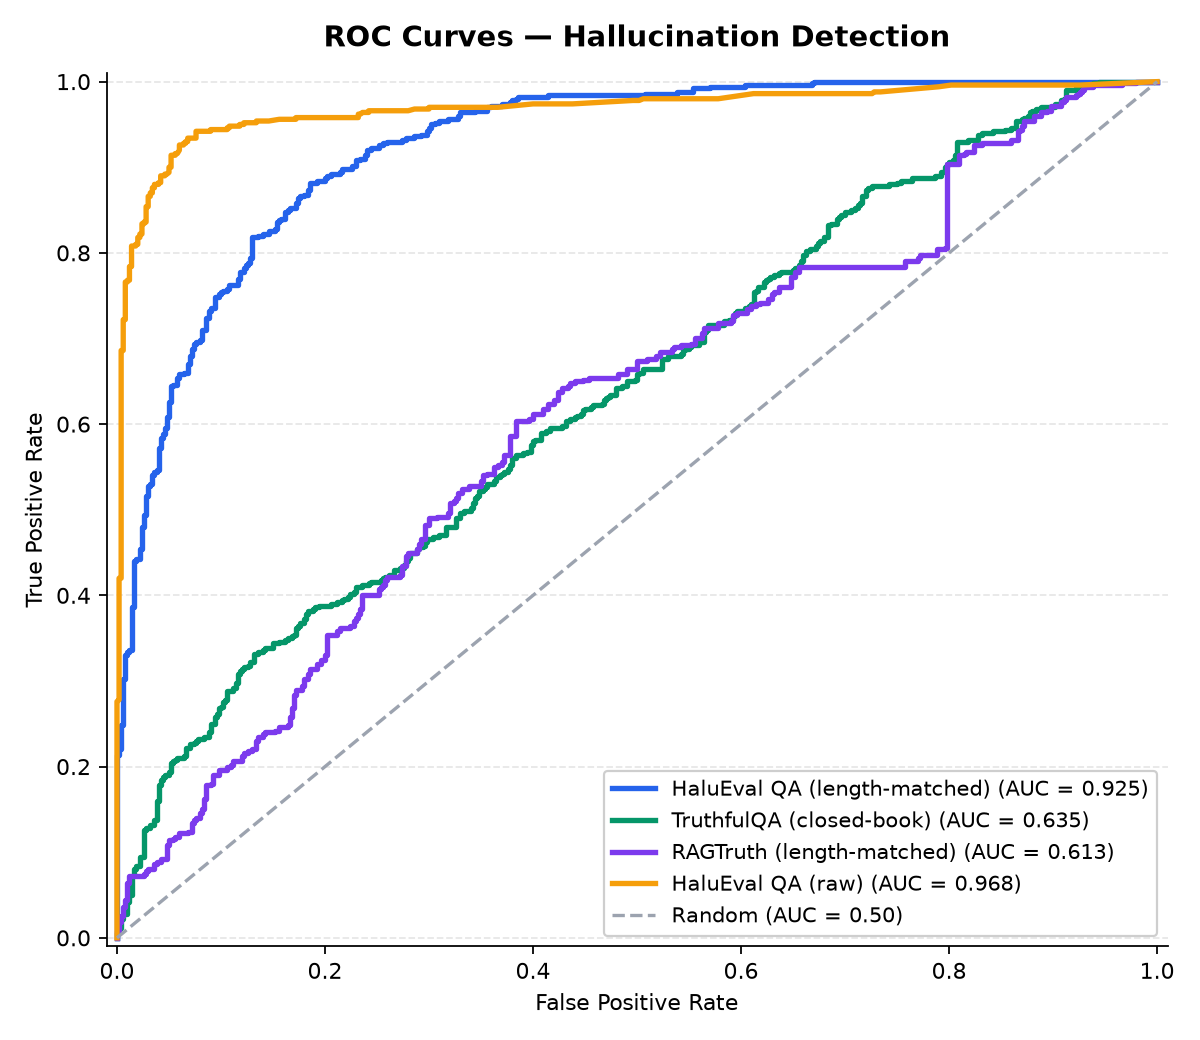 ROC Curves — Hallucination Detection
True Positive Rate
1.0
0.8
0.6
0.4
0.2
0.0
HaluEval QA (length-matched) (AUC = 0.925)
TruthfulQA (closed-book) (AUC = 0.635)
RAGTruth (length-matched) (AUC = 0.613)
HaluEval QA (raw) (AUC = 0.968)
Random (AUC = 0.50)
0.0 0.2 0.4 0.6 0.8 1.0
False Positive Rate